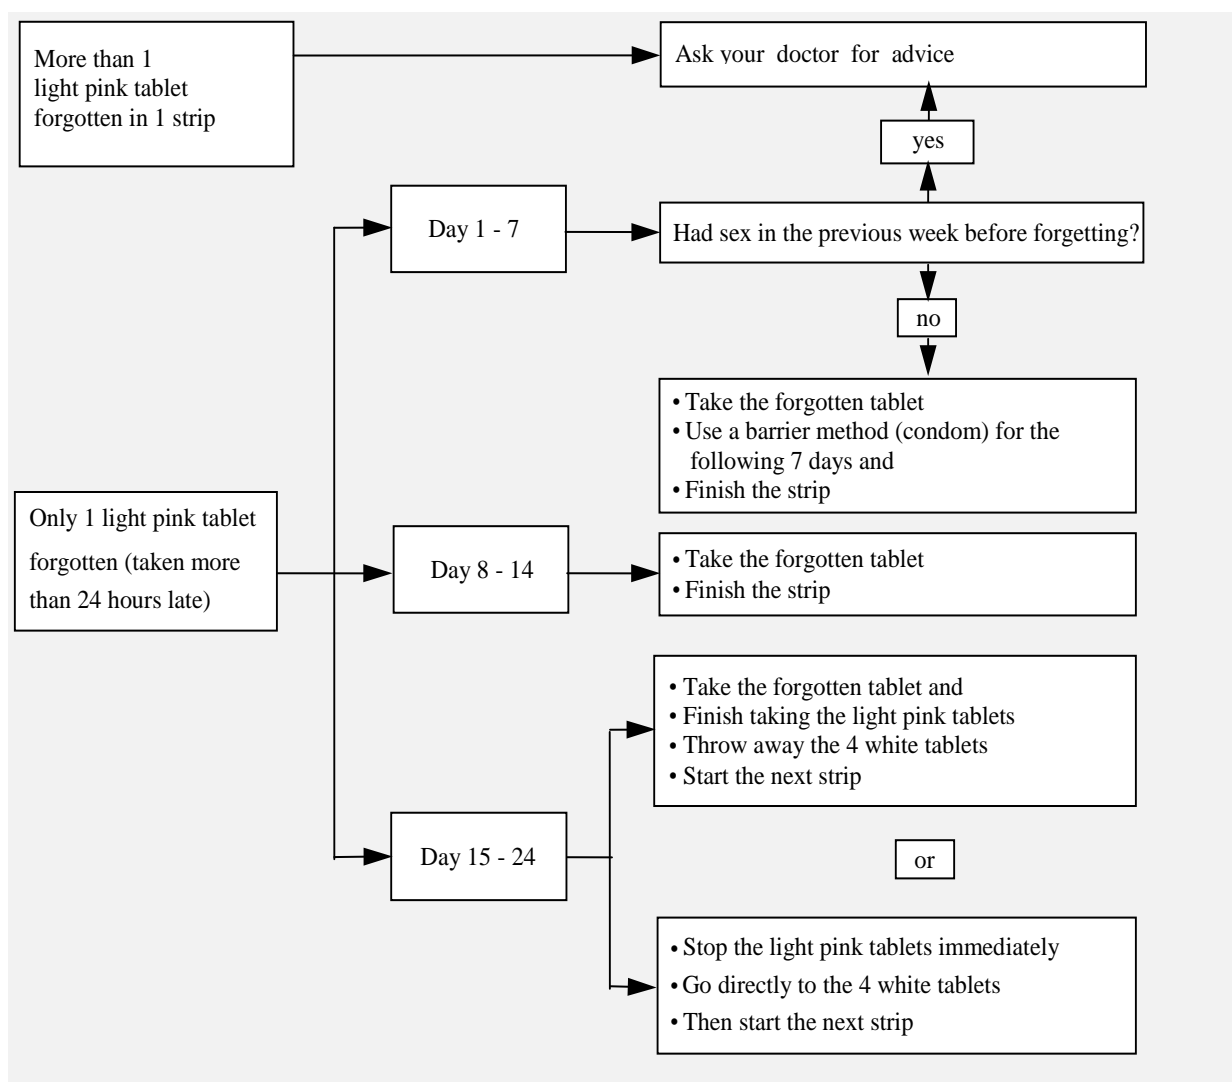 More than 1
light pink tablet
forgotten in 1 strip
Ask your doctor for advice
yes
Day 1 - 7
Had sex in the previous week before forgetting?
no
• Take the forgotten tablet
• Use a barrier method (condom) for the
following 7 days and
• Finish the strip
Only 1 light pink tablet
forgotten (taken more
than 24 hours late)
Day 8 - 14
• Take the forgotten tablet
• Finish the strip
• Take the forgotten tablet and
• Finish taking the light pink tablets
• Throw away the 4 white tablets
• Start the next strip
Day 15 - 24
or
• Stop the light pink tablets immediately
• Go directly to the 4 white tablets
• Then start the next strip